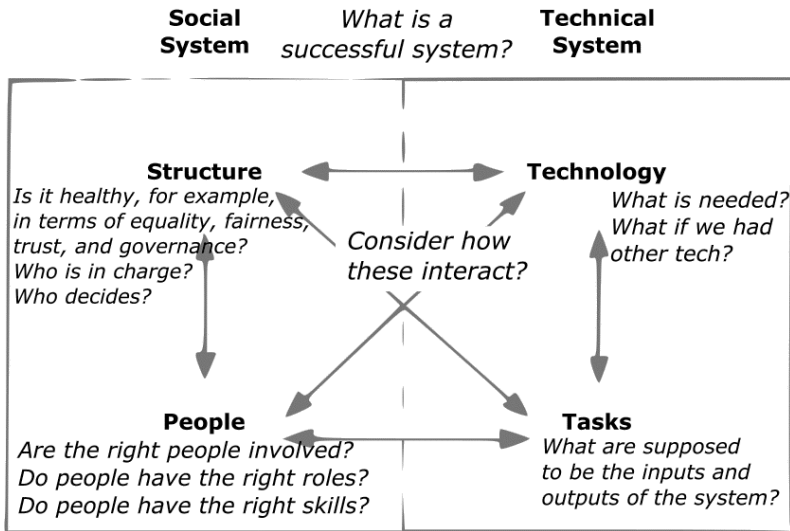 Social
System
What is a
successful system?
Technical
System
Structure
Is it healthy, for example,
in terms of equality, fairness,
trust, and governance?
Who is in charge?
Who decides?
Technology
What is needed?
What if we had
other tech?
Consider how
these interact?
People
Are the right people involved?
Do people have the right roles?
Do people have the right skills?
Tasks
What are supposed
to be the inputs and
outputs of the system?